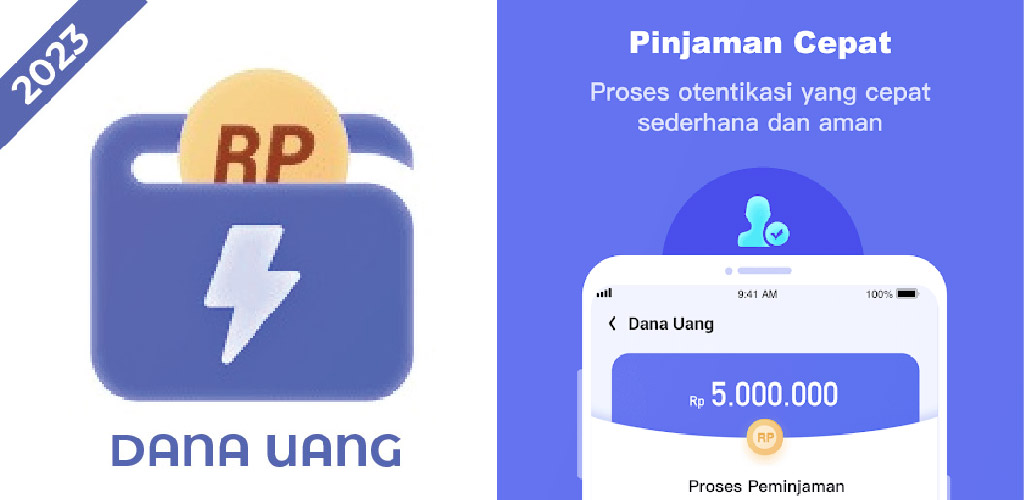 2023
RP
DANA UANG
Pinjaman Cepat
Proses otentikasi yang cepat
sederhana dan aman
9:41 AM
100%
Dana Uang
Rp 5.000.000
RP
Proses Peminjaman